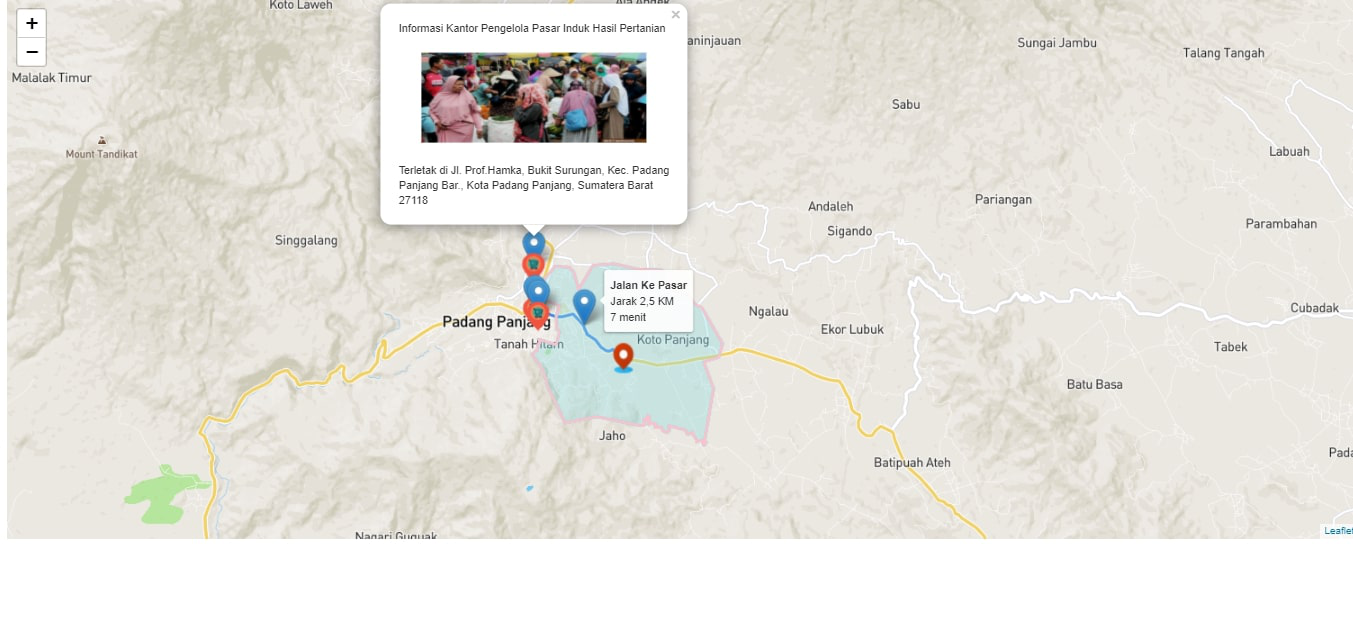 Koto Laweh
+
−
Malalak Timur
Mount Tandikat
×
Informasi Kantor Pengelola Pasar Induk Hasil Pertanian
Terletak di Jl. Prof.Hamka, Bukit Surungan, Kec. Padang
Panjang Bar., Kota Padang Panjang, Sumatera Barat
27118
aninjauan
Sungai Jambu
Talang Tangah
Sabu
Labuah
Andaleh
Pariangan
Parambahan
Sigando
Singgalang
Jalan Ke Pasar
Jarak 2,5 KM
7 menit
Ngalau
Cubadak
Padang Panjang
Ekor Lubuk
Tanah Hitam
Koto Panjang
Tabek
Batu Basa
Jaho
Batipuah Ateh
Pada
Nagari Guguak
Leaflet